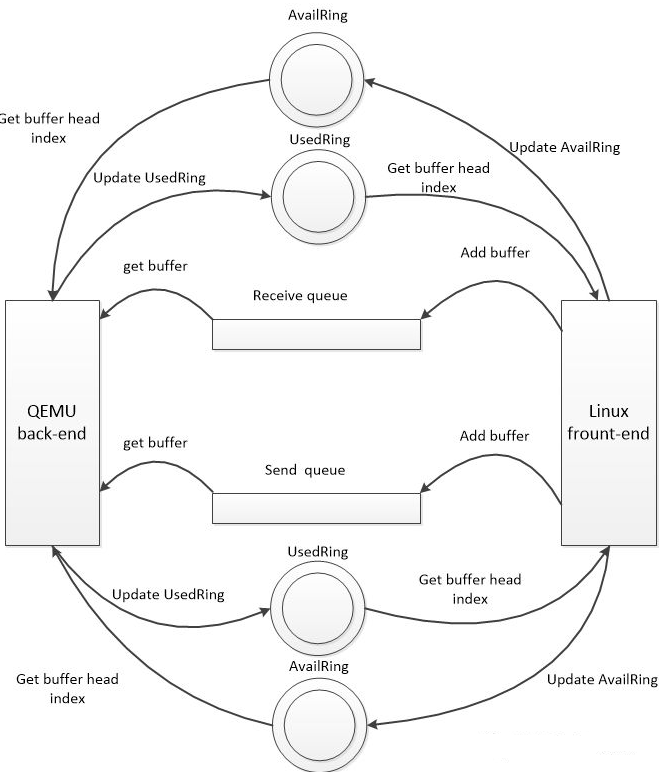 AvailRing
Get buffer head
index
UsedRing
Update AvailRing
Update UsedRing
Get buffer head
index
Add buffer
get buffer
Receive queue
QEMU
back-end
Linux
frount-end
get buffer
Add buffer
Send queue
UsedRing
Update UsedRing
Get buffer head
index
AvailRing
Get buffer head
index
Update AvailRing